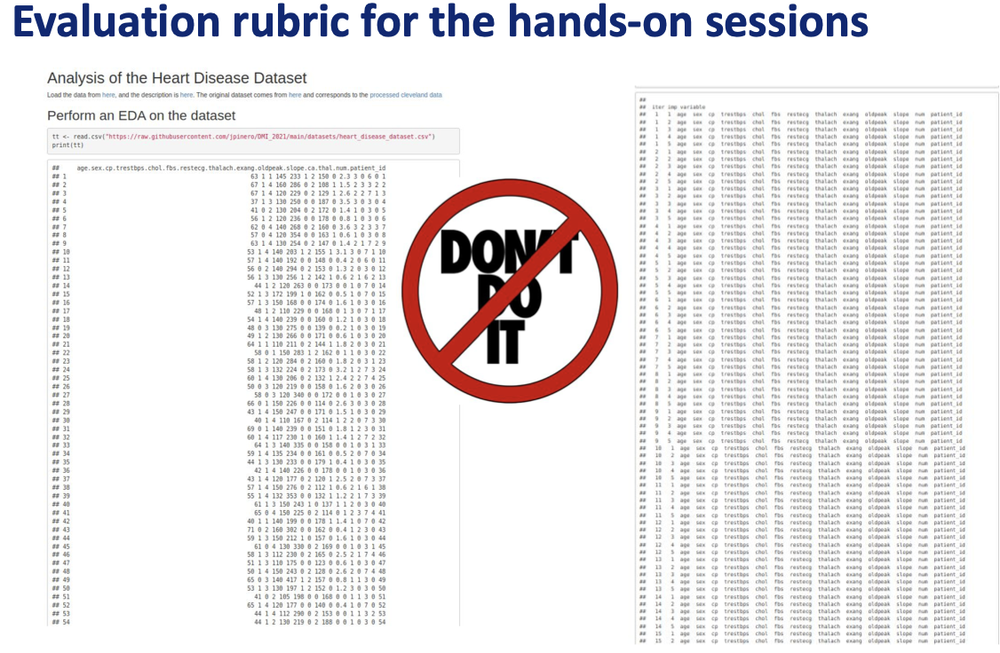 Evaluation rubric for the hands-on sessions
Analysis of the Heart Disease Dataset
Load the data from here, and the description is here. The original dataset comes from here and corresponds to the processed cleveland data
Perform an EDA on the dataset
tt <- read.csv("https://raw.githubusercontent.com/jpinero/DMI_2021/main/datasets/heart_disease_dataset.csv")
print(tt)
## age.sex.cp.trestbps.chol.fbs.restecg.thalach.exang.oldpeak.slope.ca.thal.num.patient_id
## 1 63 1 1 145 233 1 2 150 0 2.3 3 0 6 0 1
## 2 67 1 4 160 286 0 2 108 1 1.5 2 3 3 2 2
## 3 67 1 4 120 229 0 2 129 1 2.6 2 2 7 1 3
## 4 37 1 3 130 250 0 0 187 0 3.5 3 0 3 0 4
## 5 41 0 2 130 204 0 2 172 0 1.4 1 0 3 0 5
## 6 56 1 2 120 236 0 0 178 0 0.8 1 0 3 0 6
## 7 62 0 4 140 268 0 2 160 0 3.6 3 2 3 3 7
## 8 57 0 4 120 354 0 0 163 1 0.6 1 0 3 0 8
## 9 63 1 4 130 254 0 2 147 0 1.4 2 1 7 2 9
## 10 53 1 4 140 203 1 2 155 1 3.1 3 0 7 1 10
## 11 57 1 4 140 192 0 0 148 0 0.4 2 0 6 0 11
## 12 56 0 2 140 294 0 2 153 0 1.3 2 0 3 0 12
## 13 56 1 3 130 256 1 2 142 1 0.6 2 1 6 2 13
## 14 44 1 2 120 263 0 0 173 0 0 1 0 7 0 14
## 15 52 1 3 172 199 1 0 162 0 0.5 1 0 7 0 15
## 16 57 1 3 150 168 0 0 174 0 1.6 1 0 3 0 16
## 17 48 1 2 110 229 0 0 168 0 1 3 0 7 1 17
## 18 54 1 4 140 239 0 0 160 0 1.2 1 0 3 0 18
## 19 48 0 3 130 275 0 0 139 0 0.2 1 0 3 0 19
## 20 49 1 2 130 266 0 0 171 0 0.6 1 0 3 0 20
## 21 64 1 1 110 211 0 2 144 1 1.8 2 0 3 0 21
## 22 58 0 1 150 283 1 2 162 0 1 1 0 3 0 22
## 23 58 1 2 120 284 0 2 160 0 1.8 2 0 3 1 23
## 24 58 1 3 132 224 0 2 173 0 3.2 1 2 7 3 24
## 25 60 1 4 130 206 0 2 132 1 2.4 2 2 7 4 25
## 26 50 0 3 120 219 0 0 158 0 1.6 2 0 3 0 26
## 27 58 0 3 120 340 0 0 172 0 0 1 0 3 0 27
## 28 66 0 1 150 226 0 0 114 0 2.6 3 0 3 0 28
## 29 43 1 4 150 247 0 0 171 0 1.5 1 0 3 0 29
## 30 40 1 4 110 167 0 2 114 1 2 2 0 7 3 30
## 31 69 0 1 140 239 0 0 151 0 1.8 1 2 3 0 31
## 32 60 1 4 117 230 1 0 160 1 1.4 1 2 7 2 32
## 33 64 1 3 140 335 0 0 158 0 0 1 0 3 1 33
## 34 59 1 4 135 234 0 0 161 0 0.5 2 0 7 0 34
## 35 44 1 3 130 233 0 0 179 1 0.4 1 0 3 0 35
## 36 42 1 4 140 226 0 0 178 0 0 1 0 3 0 36
## 37 43 1 4 120 177 0 2 120 1 2.5 2 0 7 3 37
## 38 57 1 4 150 276 0 2 112 1 0.6 2 1 6 1 38
## 39 55 1 4 132 353 0 0 132 1 1.2 2 1 7 3 39
## 40 61 1 3 150 243 1 0 137 1 1 2 0 3 0 40
## 41 65 0 4 150 225 0 2 114 0 1 2 3 7 4 41
## 42 40 1 1 140 199 0 0 178 1 1.4 1 0 7 0 42
## 43 71 0 2 160 302 0 0 162 0 0.4 1 2 3 0 43
## 44 59 1 3 150 212 1 0 157 0 1.6 1 0 3 0 44
## 45 61 0 4 130 330 0 2 169 0 0 1 0 3 1 45
## 46 58 1 3 112 230 0 2 165 0 2.5 2 1 7 4 46
## 47 51 1 3 110 175 0 0 123 0 0.6 1 0 3 0 47
## 48 50 1 4 150 243 0 2 128 0 2.6 2 0 7 4 48
## 49 65 0 3 140 417 1 2 157 0 0.8 1 1 3 0 49
## 50 53 1 3 130 197 1 2 152 0 1.2 3 0 3 0 50
## 51 41 0 2 105 198 0 0 168 0 0 1 1 3 0 51
## 52 65 1 4 120 177 0 0 140 0 0.4 1 0 7 0 52
## 53 44 1 4 112 290 0 2 153 0 0 1 1 3 2 53
## 54 44 1 2 130 219 0 2 188 0 0 1 0 3 0 54
DON'T
DO
IT
##
## iter imp variable
## 1 1 age sex cp trestbps chol fbs restecg thalach exang oldpeak slope num patient_id
## 1 2 age sex cp trestbps chol fbs restecg thalach exang oldpeak slope num patient_id
## 1 3 age sex cp trestbps chol fbs restecg thalach exang oldpeak slope num patient_id
## 1 4 age sex cp trestbps chol fbs restecg thalach exang oldpeak slope num patient_id
## 1 5 age sex cp trestbps chol fbs restecg thalach exang oldpeak slope num patient_id
## 2 1 age sex cp trestbps chol fbs restecg thalach exang oldpeak slope num patient_id
## 2 2 age sex cp trestbps chol fbs restecg thalach exang oldpeak slope num patient_id
## 2 3 age sex cp trestbps chol fbs restecg thalach exang oldpeak slope num patient_id
## 2 4 age sex cp trestbps chol fbs restecg thalach exang oldpeak slope num patient_id
## 2 5 age sex cp trestbps chol fbs restecg thalach exang oldpeak slope num patient_id
## 3 1 age sex cp trestbps chol fbs restecg thalach exang oldpeak slope num patient_id
## 3 2 age sex cp trestbps chol fbs restecg thalach exang oldpeak slope num patient_id
## 3 3 age sex cp trestbps chol fbs restecg thalach exang oldpeak slope num patient_id
## 3 4 age sex cp trestbps chol fbs restecg thalach exang oldpeak slope num patient_id
## 3 5 age sex cp trestbps chol fbs restecg thalach exang oldpeak slope num patient_id
## 4 1 age sex cp trestbps chol fbs restecg thalach exang oldpeak slope num patient_id
## 4 2 age sex cp trestbps chol fbs restecg thalach exang oldpeak slope num patient_id
## 4 3 age sex cp trestbps chol fbs restecg thalach exang oldpeak slope num patient_id
## 4 4 age sex cp trestbps chol fbs restecg thalach exang oldpeak slope num patient_id
## 4 5 age sex cp trestbps chol fbs restecg thalach exang oldpeak slope num patient_id
## 5 1 age sex cp trestbps chol fbs restecg thalach exang oldpeak slope num patient_id
## 5 2 age sex cp trestbps chol fbs restecg thalach exang oldpeak slope num patient_id
## 5 3 age sex cp trestbps chol fbs restecg thalach exang oldpeak slope num patient_id
## 5 4 age sex cp trestbps chol fbs restecg thalach exang oldpeak slope num patient_id
## 5 5 age sex cp trestbps chol fbs restecg thalach exang oldpeak slope num patient_id
## 6 1 age sex cp trestbps chol fbs restecg thalach exang oldpeak slope num patient_id
## 6 2 age sex cp trestbps chol fbs restecg thalach exang oldpeak slope num patient_id
## 6 3 age sex cp trestbps chol fbs restecg thalach exang oldpeak slope num patient_id
## 6 4 age sex cp trestbps chol fbs restecg thalach exang oldpeak slope num patient_id
## 6 5 age sex cp trestbps chol fbs restecg thalach exang oldpeak slope num patient_id
## 7 1 age sex cp trestbps chol fbs restecg thalach exang oldpeak slope num patient_id
## 7 2 age sex cp trestbps chol fbs restecg thalach exang oldpeak slope num patient_id
## 7 3 age sex cp trestbps chol fbs restecg thalach exang oldpeak slope num patient_id
## 7 4 age sex cp trestbps chol fbs restecg thalach exang oldpeak slope num patient_id
## 7 5 age sex cp trestbps chol fbs restecg thalach exang oldpeak slope num patient_id
## 8 1 age sex cp trestbps chol fbs restecg thalach exang oldpeak slope num patient_id
## 8 2 age sex cp trestbps chol fbs restecg thalach exang oldpeak slope num patient_id
## 8 3 age sex cp trestbps chol fbs restecg thalach exang oldpeak slope num patient_id
## 8 4 age sex cp trestbps chol fbs restecg thalach exang oldpeak slope num patient_id
## 8 5 age sex cp trestbps chol fbs restecg thalach exang oldpeak slope num patient_id
## 9 1 age sex cp trestbps chol fbs restecg thalach exang oldpeak slope num patient_id
## 9 2 age sex cp trestbps chol fbs restecg thalach exang oldpeak slope num patient_id
## 9 3 age sex cp trestbps chol fbs restecg thalach exang oldpeak slope num patient_id
## 9 4 age sex cp trestbps chol fbs restecg thalach exang oldpeak slope num patient_id
## 9 5 age sex cp trestbps chol fbs restecg thalach exang oldpeak slope num patient_id
## 10 1 age sex cp trestbps chol fbs restecg thalach exang oldpeak slope num patient_id
## 10 2 age sex cp trestbps chol fbs restecg thalach exang oldpeak slope num patient_id
## 10 3 age sex cp trestbps chol fbs restecg thalach exang oldpeak slope num patient_id
## 10 4 age sex cp trestbps chol fbs restecg thalach exang oldpeak slope num patient_id
## 10 5 age sex cp trestbps chol fbs restecg thalach exang oldpeak slope num patient_id
## 11 1 age sex cp trestbps chol fbs restecg thalach exang oldpeak slope num patient_id
## 11 2 age sex cp trestbps chol fbs restecg thalach exang oldpeak slope num patient_id
## 11 3 age sex cp trestbps chol fbs restecg thalach exang oldpeak slope num patient_id
## 11 4 age sex cp trestbps chol fbs restecg thalach exang oldpeak slope num patient_id
## 11 5 age sex cp trestbps chol fbs restecg thalach exang oldpeak slope num patient_id
## 12 1 age sex cp trestbps chol fbs restecg thalach exang oldpeak slope num patient_id
## 12 2 age sex cp trestbps chol fbs restecg thalach exang oldpeak slope num patient_id
## 12 3 age sex cp trestbps chol fbs restecg thalach exang oldpeak slope num patient_id
## 12 4 age sex cp trestbps chol fbs restecg thalach exang oldpeak slope num patient_id
## 12 5 age sex cp trestbps chol fbs restecg thalach exang oldpeak slope num patient_id
## 13 1 age sex cp trestbps chol fbs restecg thalach exang oldpeak slope num patient_id
## 13 2 age sex cp trestbps chol fbs restecg thalach exang oldpeak slope num patient_id
## 13 3 age sex cp trestbps chol fbs restecg thalach exang oldpeak slope num patient_id
## 13 4 age sex cp trestbps chol fbs restecg thalach exang oldpeak slope num patient_id
## 13 5 age sex cp trestbps chol fbs restecg thalach exang oldpeak slope num patient_id
## 14 1 age sex cp trestbps chol fbs restecg thalach exang oldpeak slope num patient_id
## 14 2 age sex cp trestbps chol fbs restecg thalach exang oldpeak slope num patient_id
## 14 3 age sex cp trestbps chol fbs restecg thalach exang oldpeak slope num patient_id
## 14 4 age sex cp trestbps chol fbs restecg thalach exang oldpeak slope num patient_id
## 14 5 age sex cp trestbps chol fbs restecg thalach exang oldpeak slope num patient_id
## 15 1 age sex cp trestbps chol fbs restecg thalach exang oldpeak slope num patient_id
## 15 2 age sex cp trestbps chol fbs restecg thalach exang oldpeak slope num patient_id